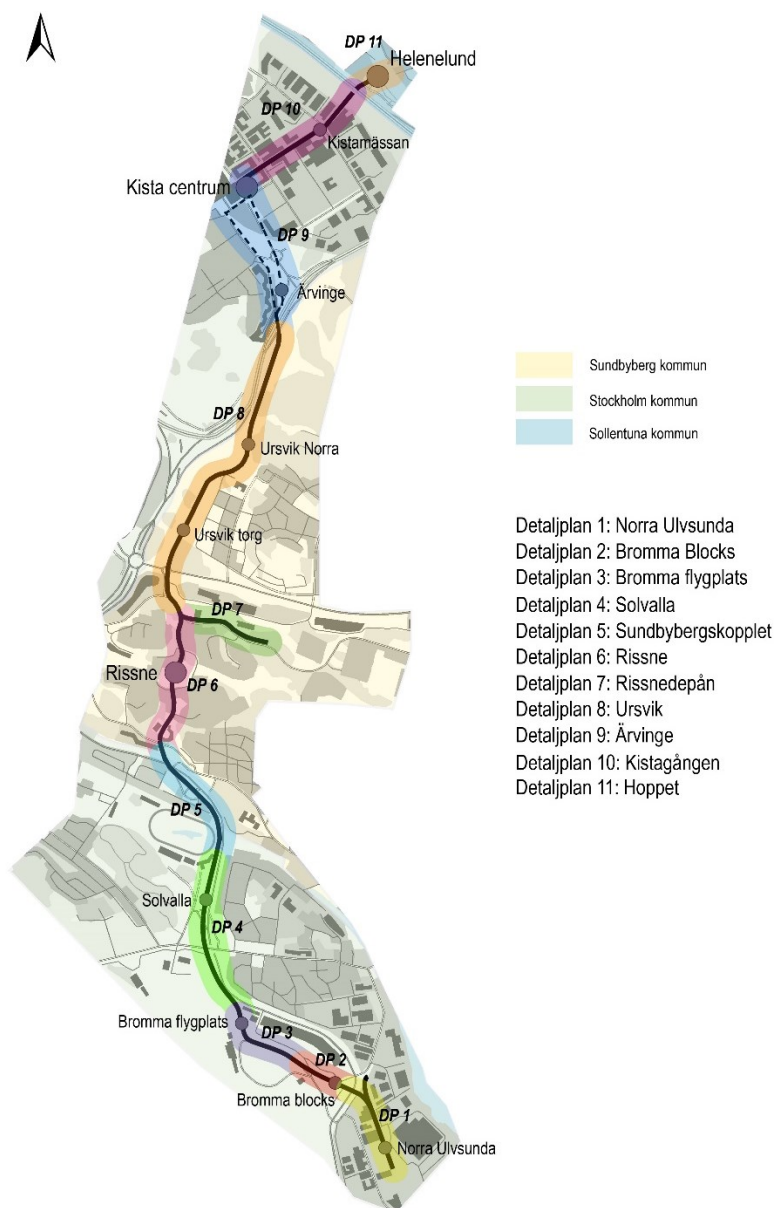 DP 11
Helenelund
DP 10
Kistamässan
Kista centrum
DP 9
Ärvinge
DP 8
Ursvik Norra
Ursvik torg
DP 7
Rissne
DP 6
DP 5
Solvalla
DP 4
Bromma flygplats
DP 3
DP 2
Bromma blocks
DP 1
Norra Ulvsunda
Sundbyberg kommun
Stockholm kommun
Sollentuna kommun
Detaljplan 1: Norra Ulvsunda
Detaljplan 2: Bromma Blocks
Detaljplan 3: Bromma flygplats
Detaljplan 4: Solvalla
Detaljplan 5: Sundbybergskopplet
Detaljplan 6: Rissne
Detaljplan 7: Rissnedepån
Detaljplan 8: Ursvik
Detaljplan 9: Ärvinge
Detaljplan 10: Kistagången
Detaljplan 11: Hoppet